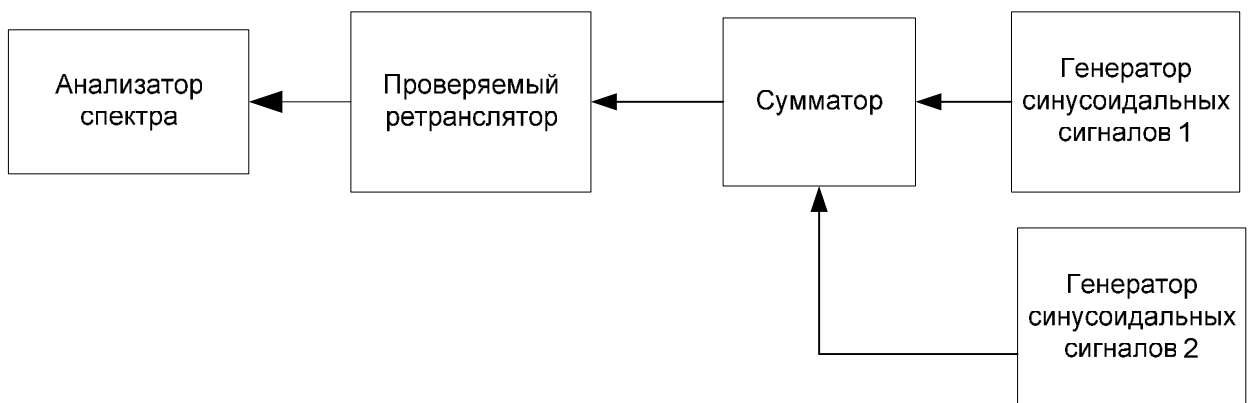 Анализатор
спектра
Проверяемый
ретранслятор
Сумматор
Генератор
синусоидальных
сигналов 1
Генератор
синусоидальных
сигналов 2